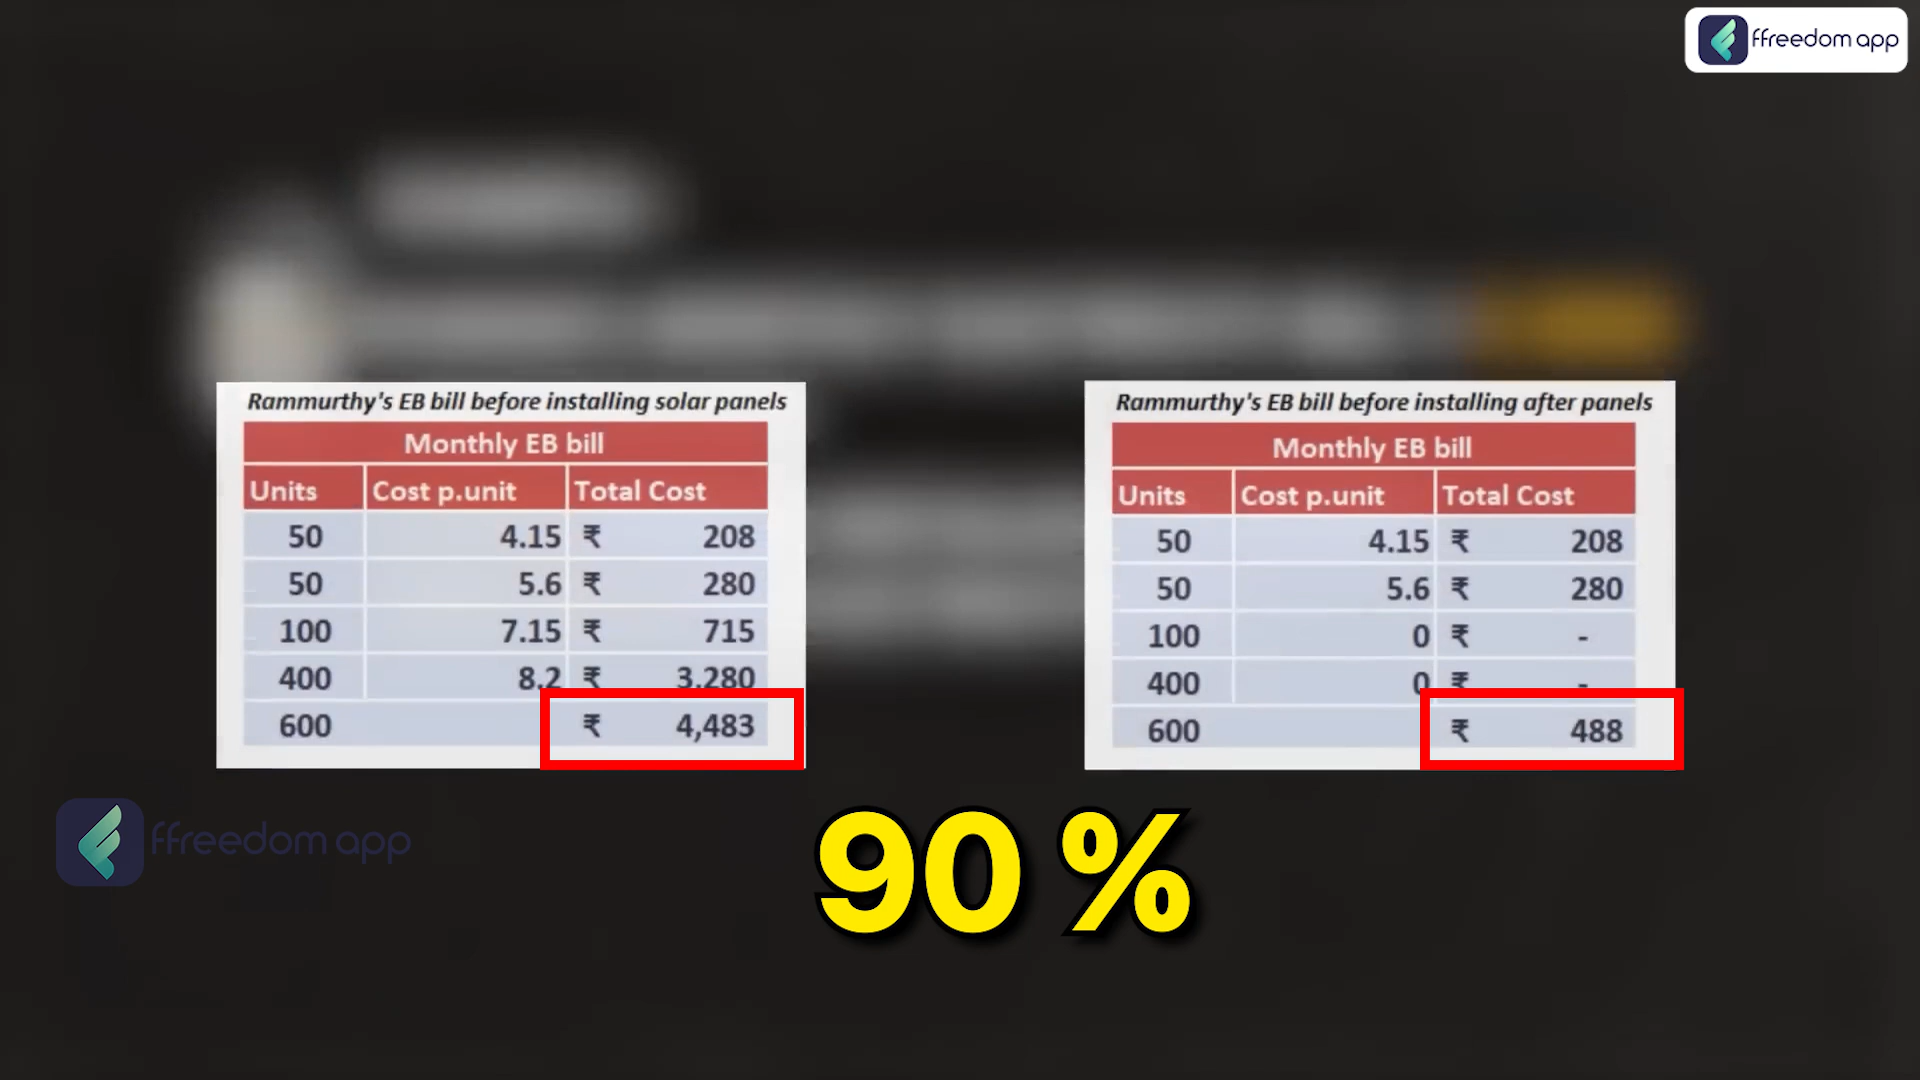 ffreedom app
Rammurthy's EB bill before installing solar panels
Monthly EB bill
Units Cost p.unit Total Cost
50 4.15 ₹ 208
50 5.6 ₹ 280
100 7.15 ₹ 715
400 8.2 ₹ 3,280
600 ₹ 4,483
Rammurthy's EB bill before installing after panels
Monthly EB bill
Units Cost p.unit Total Cost
50 4.15 ₹ 208
50 5.6 ₹ 280
100 0 ₹ -
400 0 ₹ -
600 ₹ 488
ffreedom app
90 %